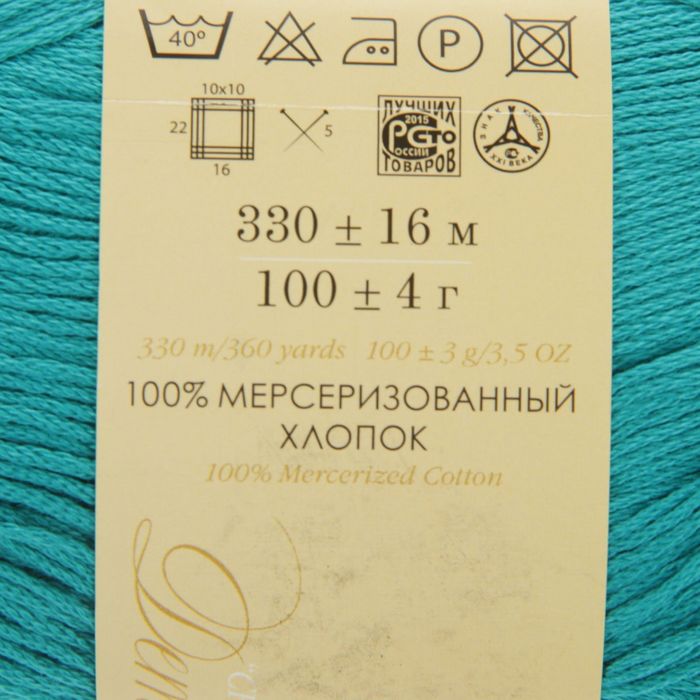 40°
P
10x10
22
5
16
ЛУЧШИХ
2015
СТО
РОССИИ
ТОВАРОВ
ЗНАК КАЧЕСТВА
XXI ВЕКА
330 ± 16 м
100 ± 4 г
330 m/360 yards 100 ± 3 g/3,5 OZ
100% МЕРСЕРИЗОВАННЫЙ
ХЛОПОК
100% Mercerized Cotton